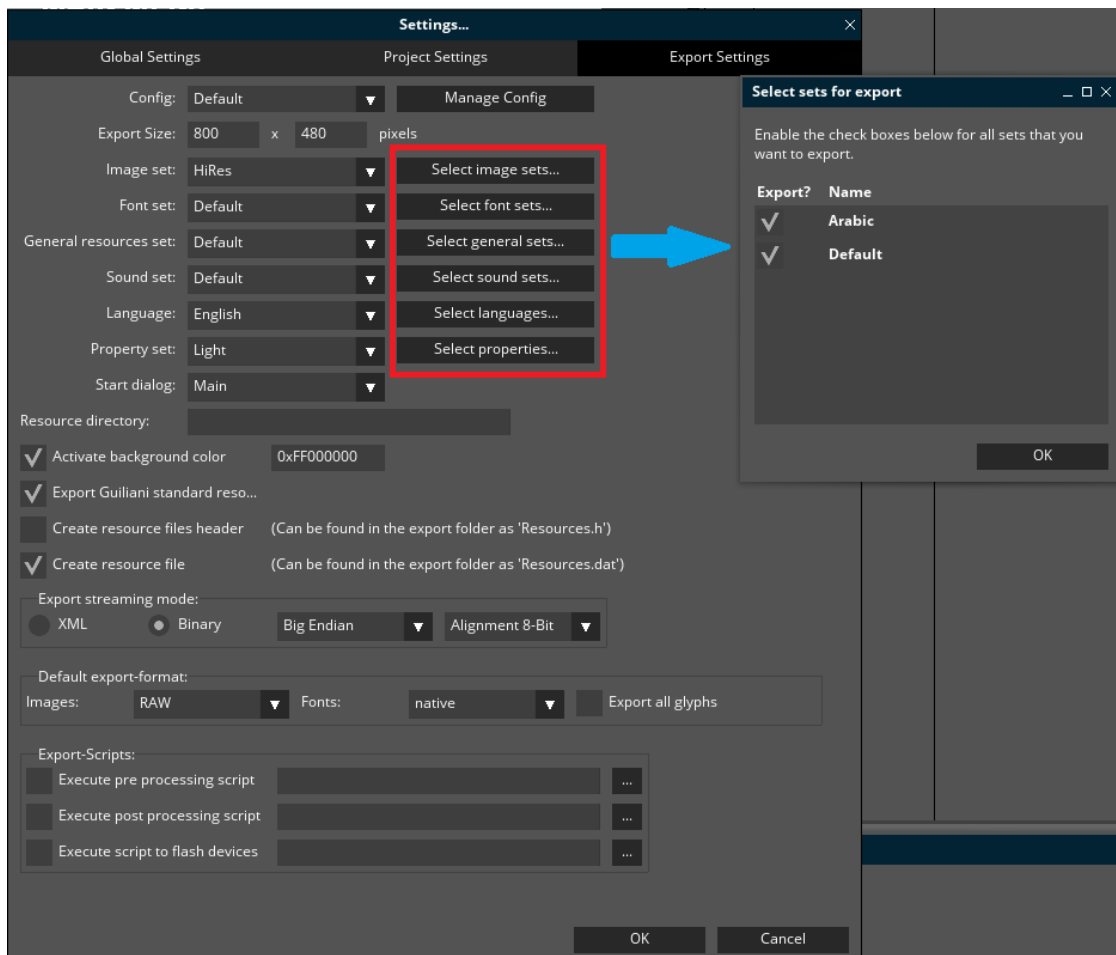 Settings...
Global Settings Project Settings Export Settings
Config: Default Manage Config
Export Size: 800 x 480 pixels
Image set: HiRes Select image sets...
Font set: Default Select font sets...
General resources set: Default Select general sets...
Sound set: Default Select sound sets...
Language: English Select languages...
Property set: Light Select properties...
Start dialog: Main
Resource directory:
Activate background color 0xFF000000
Export Guiliani standard reso...
Create resource files header (Can be found in the export folder as 'Resources.h')
Create resource file (Can be found in the export folder as 'Resources.dat')
Export streaming mode:
XML Binary Big Endian Alignment 8-Bit
Default export-format:
Images: RAW Fonts: native Export all glyphs
Export-Scripts:
Execute pre processing script ...
Execute post processing script ...
Execute script to flash devices ...
OK Cancel
Select sets for export
Enable the check boxes below for all sets that you
want to export.
Export? Name
Arabic
Default
OK